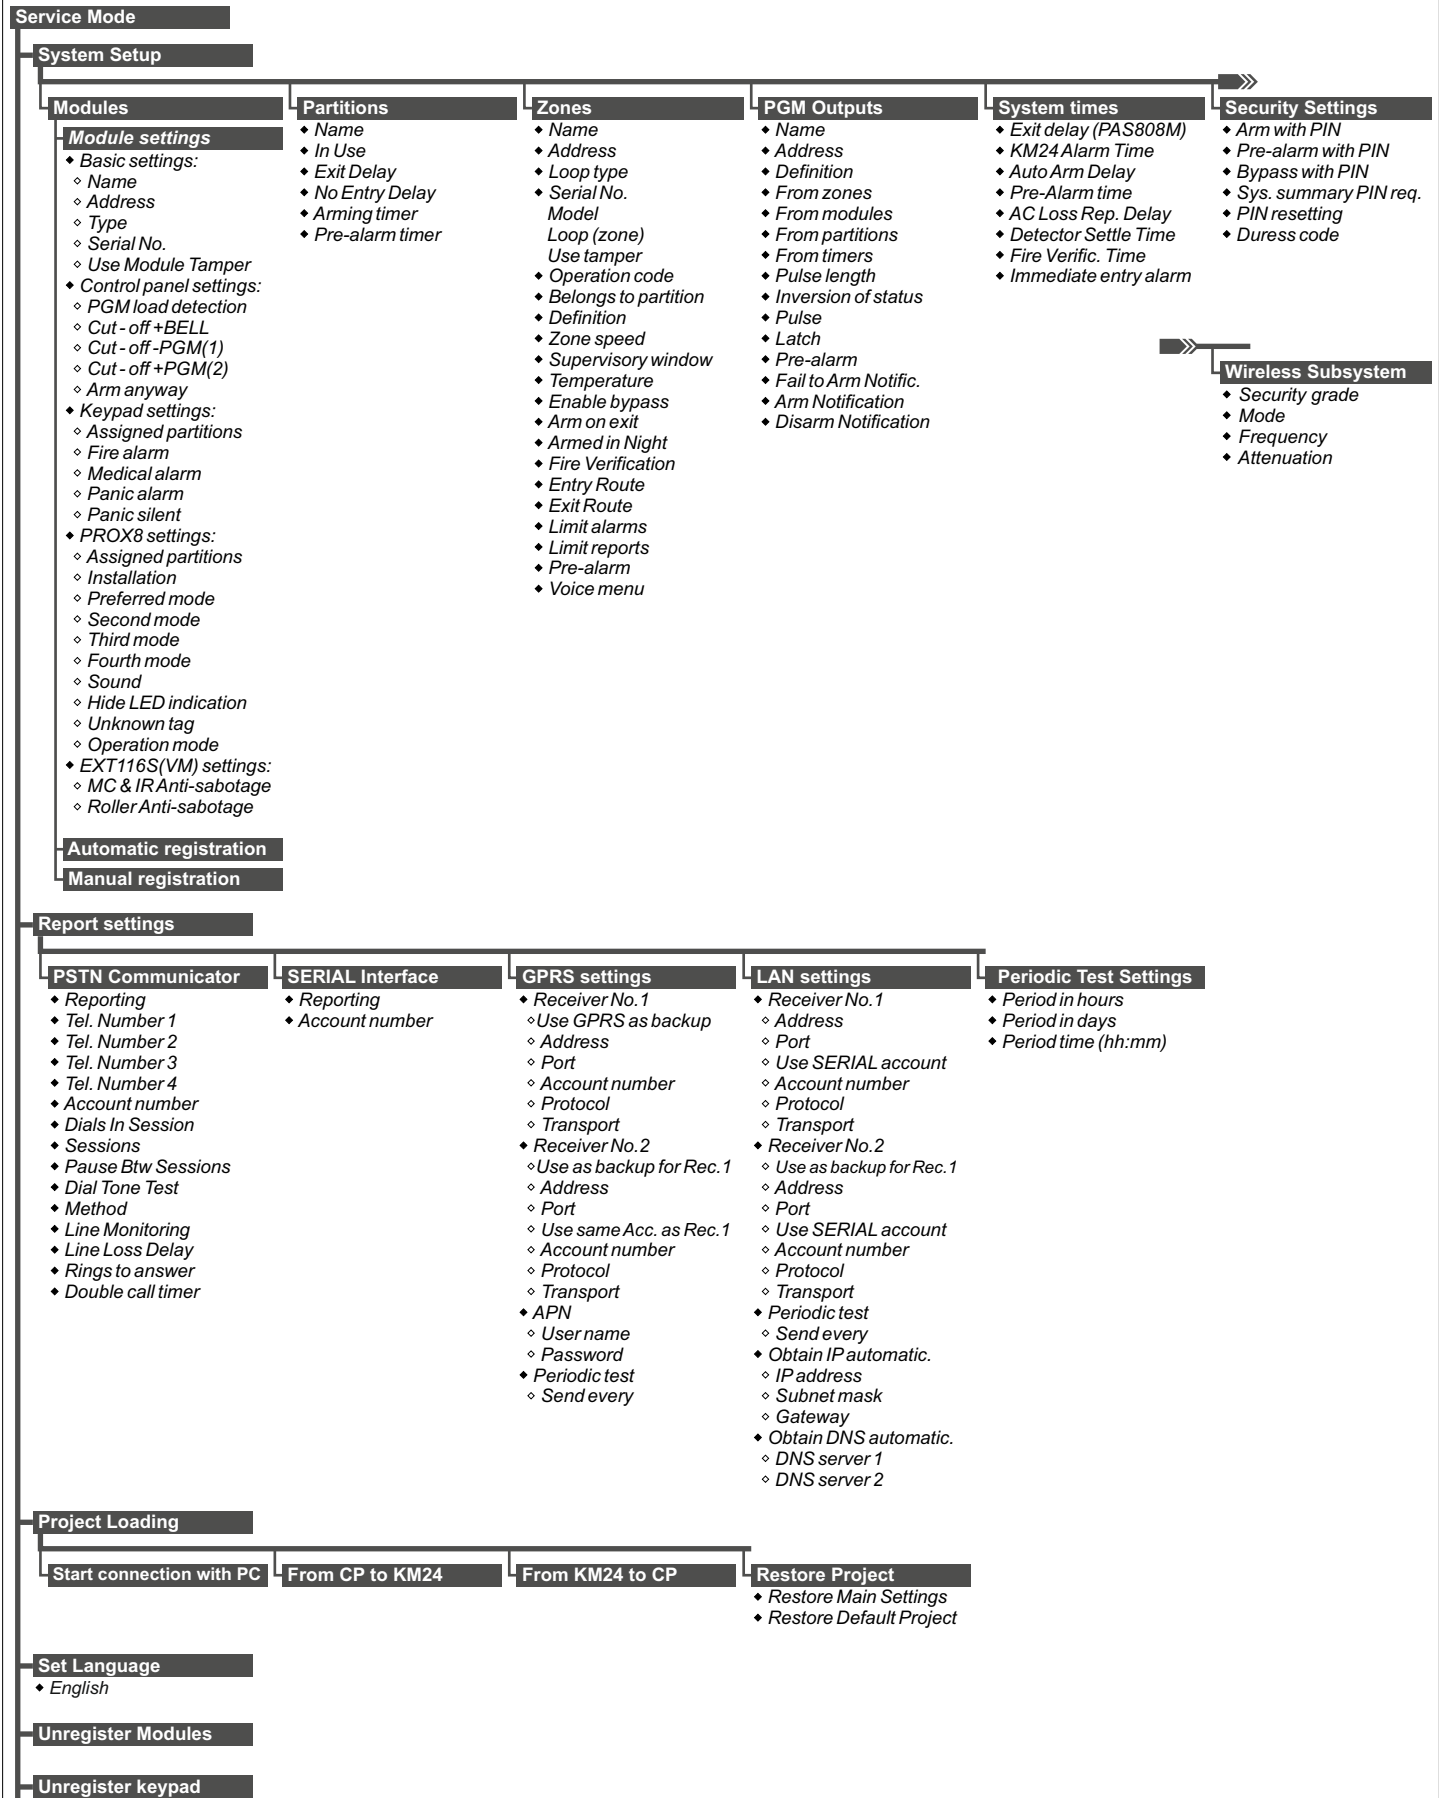 Service Mode
System Setup
Modules
Module settings
◆ Basic settings:
◇ Name
◇ Address
◇ Type
◇ Serial No.
◇ Use Module Tamper
◆ Control panel settings:
◇ PGM load detection
◇ Cut - off +BELL
◇ Cut - off -PGM(1)
◇ Cut - off +PGM(2)
◇ Arm anyway
◆ Keypad settings:
◇ Assigned partitions
◇ Fire alarm
◇ Medical alarm
◇ Panic alarm
◇ Panic silent
◆ PROX8 settings:
◇ Assigned partitions
◇ Installation
◇ Preferred mode
◇ Second mode
◇ Third mode
◇ Fourth mode
◇ Sound
◇ Hide LED indication
◇ Unknown tag
◇ Operation mode
◆ EXT116S(VM) settings:
◇ MC & IR Anti-sabotage
◇ Roller Anti-sabotage
Automatic registration
Manual registration
Partitions
◆ Name
◆ In Use
◆ Exit Delay
◆ No Entry Delay
◆ Arming timer
◆ Pre-alarm timer
Zones
◆ Name
◆ Address
◆ Loop type
◆ Serial No.
Model
Loop (zone)
Use tamper
◆ Operation code
◆ Belongs to partition
◆ Definition
◆ Zone speed
◆ Supervisory window
◆ Temperature
◆ Enable bypass
◆ Arm on exit
◆ Armed in Night
◆ Fire Verification
◆ Entry Route
◆ Exit Route
◆ Limit alarms
◆ Limit reports
◆ Pre-alarm
◆ Voice menu
PGM Outputs
◆ Name
◆ Address
◆ Definition
◆ From zones
◆ From modules
◆ From partitions
◆ From timers
◆ Pulse length
◆ Inversion of status
◆ Pulse
◆ Latch
◆ Pre-alarm
◆ Fail to Arm Notific.
◆ Arm Notification
◆ Disarm Notification
System times
◆ Exit delay (PAS808M)
◆ KM24 Alarm Time
◆ Auto Arm Delay
◆ Pre-Alarm time
◆ AC Loss Rep. Delay
◆ Detector Settle Time
◆ Fire Verific. Time
◆ Immediate entry alarm
Security Settings
◆ Arm with PIN
◆ Pre-alarm with PIN
◆ Bypass with PIN
◆ Sys. summary PIN req.
◆ PIN resetting
◆ Duress code
Wireless Subsystem
◆ Security grade
◆ Mode
◆ Frequency
◆ Attenuation
Report settings
PSTN Communicator
◆ Reporting
◆ Tel. Number 1
◆ Tel. Number 2
◆ Tel. Number 3
◆ Tel. Number 4
◆ Account number
◆ Dials In Session
◆ Sessions
◆ Pause Btw Sessions
◆ Dial Tone Test
◆ Method
◆ Line Monitoring
◆ Line Loss Delay
◆ Rings to answer
◆ Double call timer
SERIAL Interface
◆ Reporting
◆ Account number
GPRS settings
◆ Receiver No.1
◇ Use GPRS as backup
◇ Address
◇ Port
◇ Account number
◇ Protocol
◇ Transport
◆ Receiver No.2
◇ Use as backup for Rec.1
◇ Address
◇ Port
◇ Use same Acc. as Rec.1
◇ Account number
◇ Protocol
◇ Transport
◆ APN
◇ User name
◇ Password
◆ Periodic test
◇ Send every
LAN settings
◆ Receiver No.1
◇ Address
◇ Port
◇ Use SERIAL account
◇ Account number
◇ Protocol
◇ Transport
◆ Receiver No.2
◇ Use as backup for Rec.1
◇ Address
◇ Port
◇ Use SERIAL account
◇ Account number
◇ Protocol
◇ Transport
◆ Periodic test
◇ Send every
◆ Obtain IP automatic.
◇ IP address
◇ Subnet mask
◇ Gateway
◆ Obtain DNS automatic.
◇ DNS server 1
◇ DNS server 2
Periodic Test Settings
◆ Period in hours
◆ Period in days
◆ Period time (hh:mm)
Project Loading
Start connection with PC
From CP to KM24
From KM24 to CP
Restore Project
◆ Restore Main Settings
◆ Restore Default Project
Set Language
◆ English
Unregister Modules
Unregister keypad